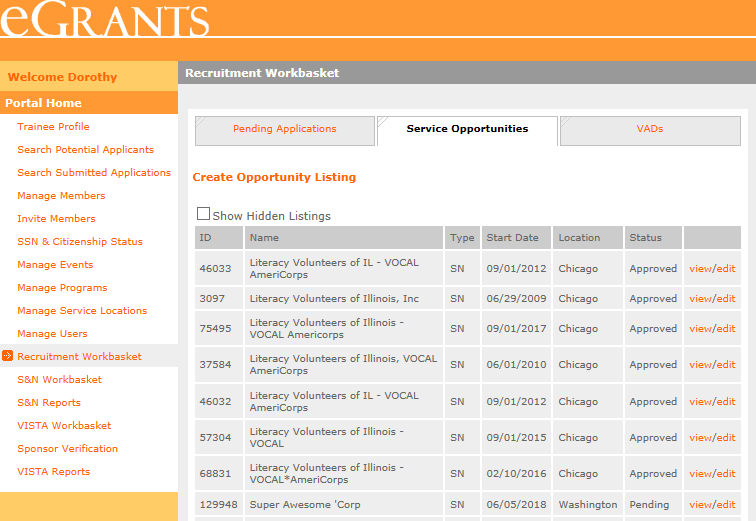 eGRANTS
Welcome Dorothy
Portal Home
Trainee Profile
Search Potential Applicants
Search Submitted Applications
Manage Members
Invite Members
SSN & Citizenship Status
Manage Events
Manage Programs
Manage Service Locations
Manage Users
Recruitment Workbasket
S&N Workbasket
S&N Reports
VISTA Workbasket
Sponsor Verification
VISTA Reports
Recruitment Workbasket
Pending Applications Service Opportunities VADs
Create Opportunity Listing
Show Hidden Listings
ID Name Type Start Date Location Status
46033 Literacy Volunteers of IL - VOCAL SN 09/01/2012 Chicago Approved view/edit
AmeriCorps
3097 Literacy Volunteers of Illinois, Inc SN 06/29/2009 Chicago Approved view/edit
75495 Literacy Volunteers of Illinois - SN 09/01/2017 Chicago Approved view/edit
VOCAL Americorps
37584 Literacy Volunteers of Illinois, VOCAL SN 06/01/2010 Chicago Approved view/edit
AmeriCorps
46032 Literacy Volunteers of IL - VOCAL SN 09/01/2012 Chicago Approved view/edit
AmeriCorps
57304 Literacy Volunteers of Illinois - SN 09/01/2015 Chicago Approved view/edit
VOCAL
68831 Literacy Volunteers of Illinois - SN 02/10/2016 Chicago Approved view/edit
VOCAL*AmeriCorps
129948 Super Awesome 'Corp SN 06/05/2018 Washington Pending view/edit